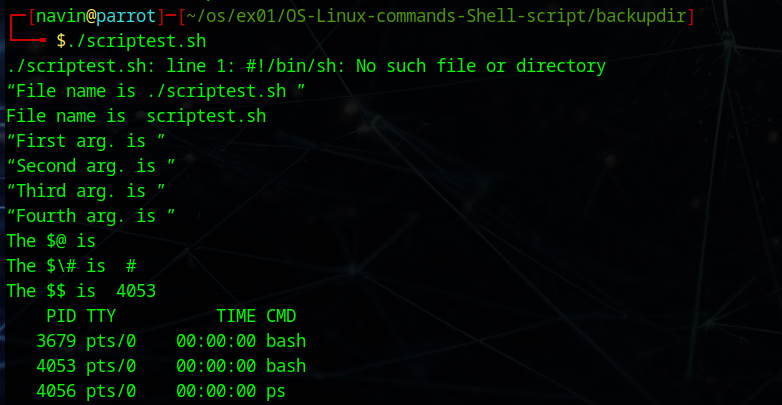 ┌─[navin@parrot]─[~/os/ex01/OS-Linux-commands-Shell-script/backupdir]
└──╼ $./scriptest.sh
./scriptest.sh: line 1: #!/bin/sh: No such file or directory
“File name is ./scriptest.sh ”
File name is  scriptest.sh
“First arg. is ”
“Second arg. is ”
“Third arg. is ”
“Fourth arg. is ”
The $@ is
The $\# is  #
The $$ is  4053
    PID TTY          TIME CMD
   3679 pts/0    00:00:00 bash
   4053 pts/0    00:00:00 bash
   4056 pts/0    00:00:00 ps